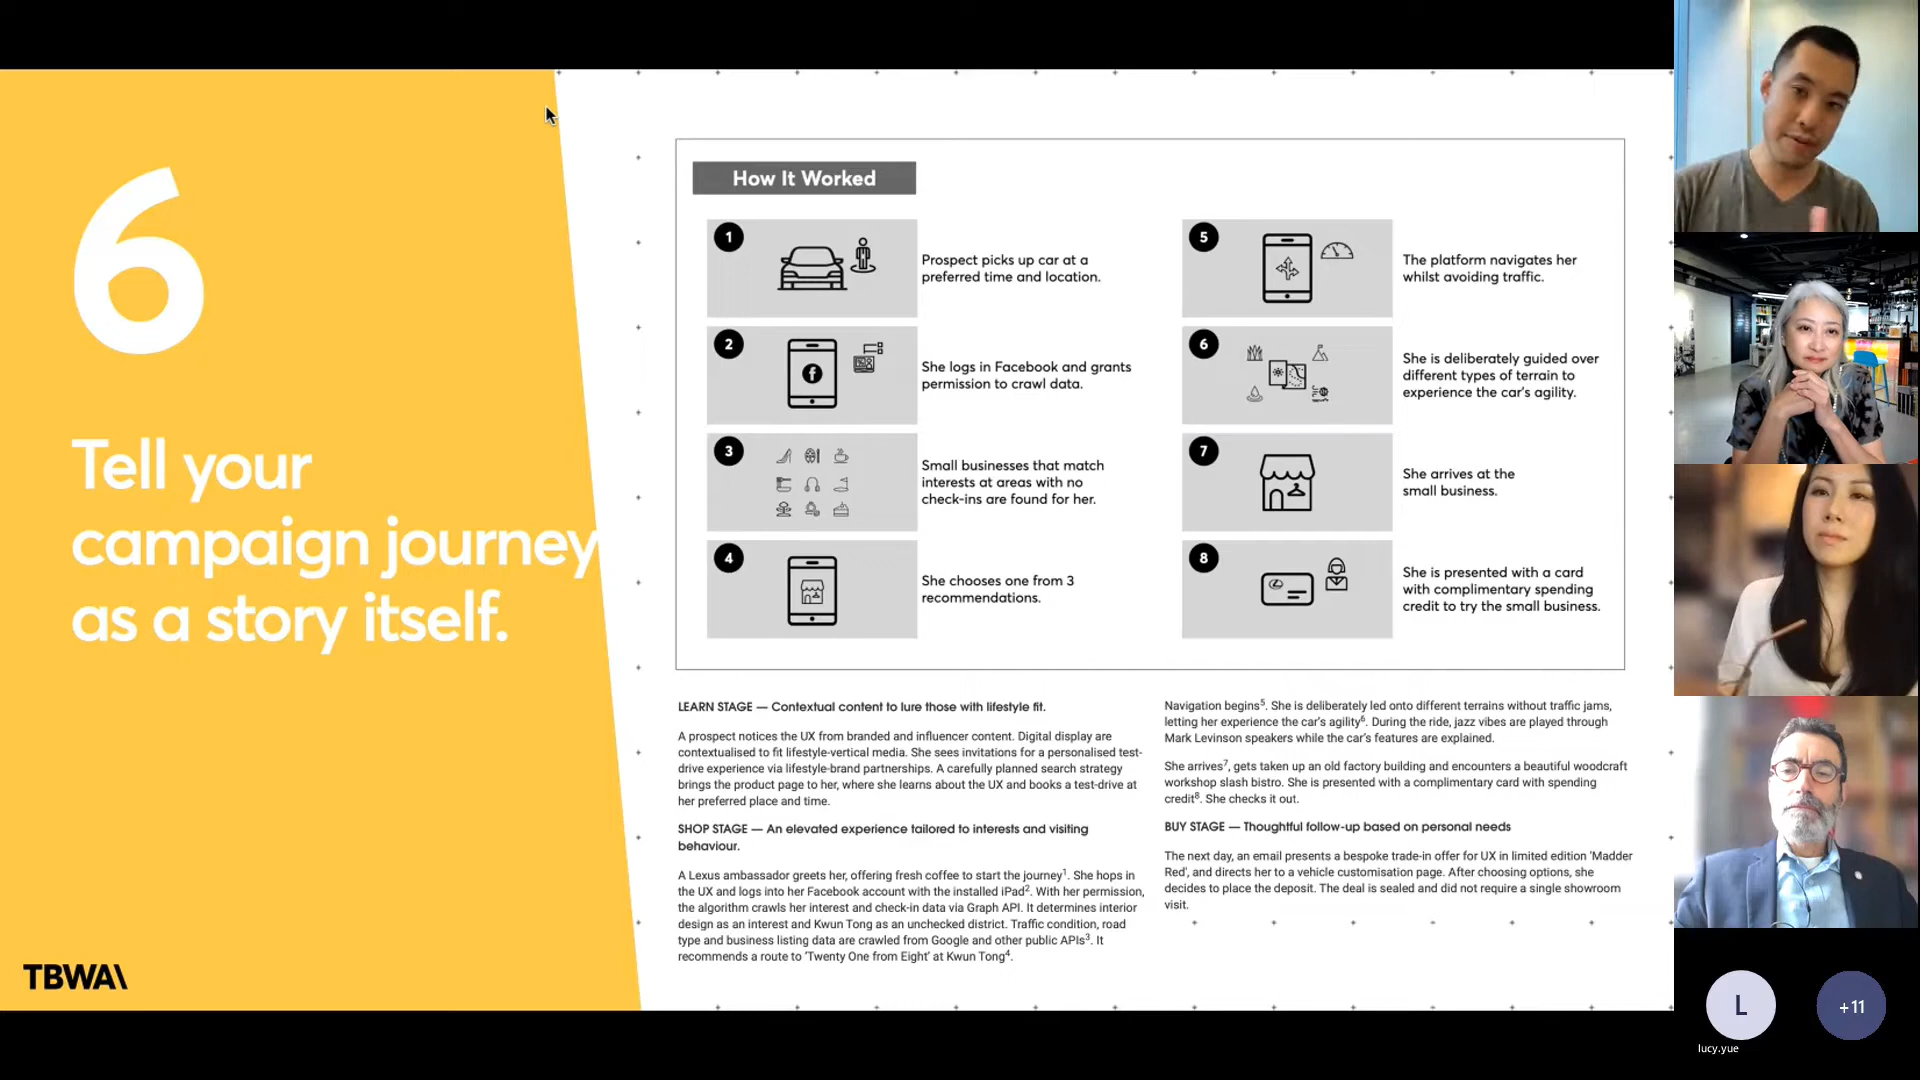 6
Tell your
campaign journey
as a story itself.
TBWA\
How It Worked
1
Prospect picks up car at a
preferred time and location.
2
She logs in Facebook and grants
permission to crawl data.
3
Small businesses that match
interests at areas with no
check-ins are found for her.
4
She chooses one from 3
recommendations.
5
The platform navigates her
whilst avoiding traffic.
6
She is deliberately guided over
different types of terrain to
experience the car's agility.
7
She arrives at the
small business.
8
She is presented with a card
with complimentary spending
credit to try the small business.
LEARN STAGE — Contextual content to lure those with lifestyle fit.
A prospect notices the UX from branded and influencer content. Digital display are
contextualised to fit lifestyle-vertical media. She sees invitations for a personalised test-
drive experience via lifestyle-brand partnerships. A carefully planned search strategy
brings the product page to her, where she learns about the UX and books a test-drive at
her preferred place and time.
SHOP STAGE — An elevated experience tailored to interests and visiting
behaviour.
A Lexus ambassador greets her, offering fresh coffee to start the journey1. She hops in
the UX and logs into her Facebook account with the installed iPad2. With her permission,
the algorithm crawls her interest and check-in data via Graph API. It determines interior
design as an interest and Kwun Tong as an unchecked district. Traffic condition, road
type and business listing data are crawled from Google and other public APIs3. It
recommends a route to 'Twenty One from Eight' at Kwun Tong4.
Navigation begins5. She is deliberately led onto different terrains without traffic jams,
letting her experience the car's agility6. During the ride, jazz vibes are played through
Mark Levinson speakers while the car's features are explained.
She arrives7, gets taken up an old factory building and encounters a beautiful woodcraft
workshop slash bistro. She is presented with a complimentary card with spending
credit8. She checks it out.
BUY STAGE — Thoughtful follow-up based on personal needs
The next day, an email presents a bespoke trade-in offer for UX in limited edition 'Madder
Red', and directs her to a vehicle customisation page. After choosing options, she
decides to place the deposit. The deal is sealed and did not require a single showroom
visit.
L
+11
lucy.yue